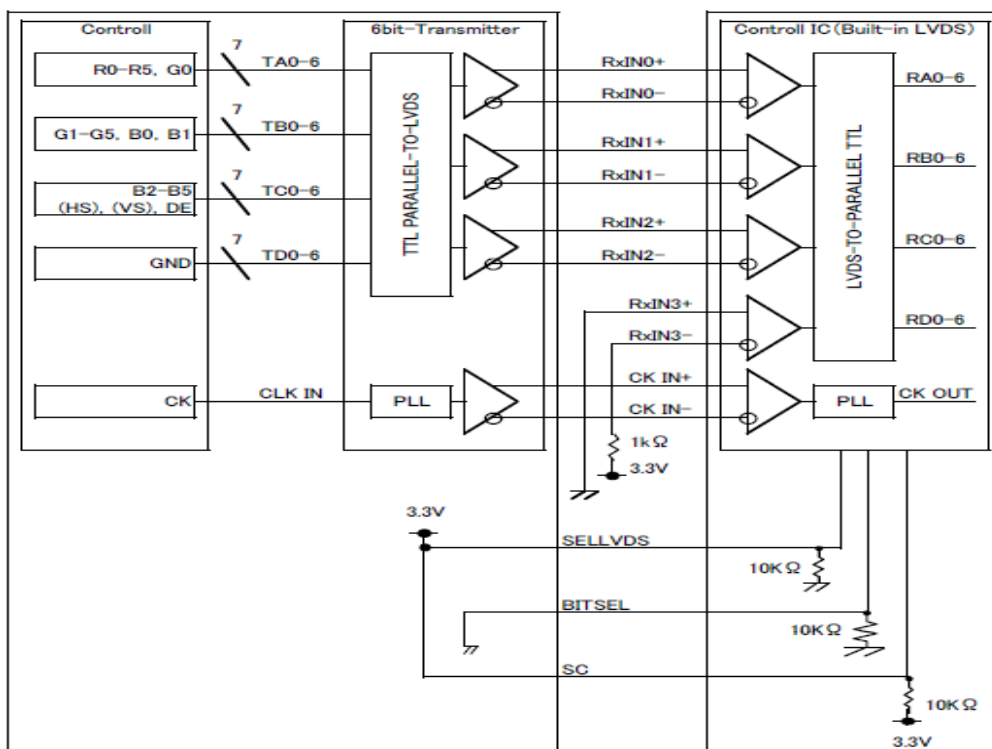 Controll
6bit-Transmitter
Controll IC(Built-in LVDS)
R0-R5, G0
7
TA0-6
RxIN0+
RxIN0-
RA0-6
G1-G5, B0, B1
7
TB0-6
RxIN1+
RxIN1-
RB0-6
B2-B5
(HS), (VS), DE
7
TC0-6
RxIN2+
RxIN2-
RC0-6
GND
7
TD0-6
RxIN3+
RxIN3-
RD0-6
TTL PARALLEL-TO-LVDS
LVDS-TO-PARALLEL TTL
CK
CLK IN
PLL
CK IN+
CK IN-
PLL
CK OUT
1kΩ
3.3V
3.3V
SELLVDS
10KΩ
BITSEL
10KΩ
SC
10KΩ
3.3V